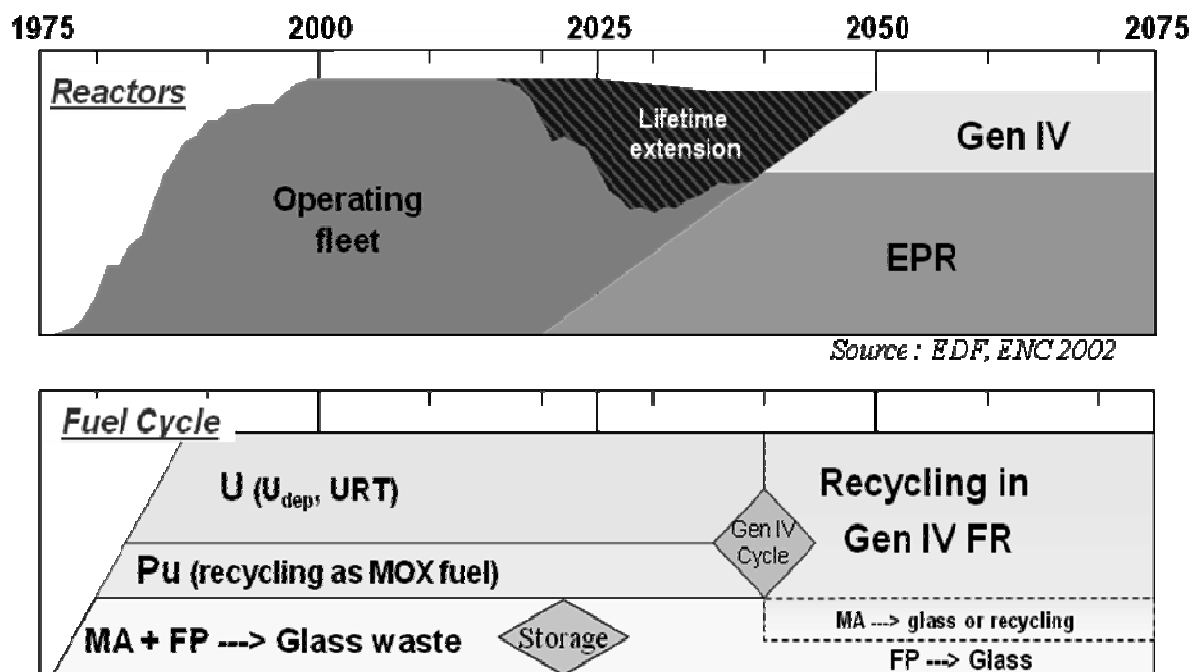 1975 2000 2025 2050 2075
Reactors
Lifetime
extension
Gen IV
Operating
fleet
EPR
Source : EDF, ENC 2002
Fuel Cycle
U (Udep, URT)
Recycling in
Gen IV FR
Gen IV
Cycle
Pu (recycling as MOX fuel)
MA ---> glass or recycling
MA + FP ---> Glass waste
Storage
FP ---> Glass